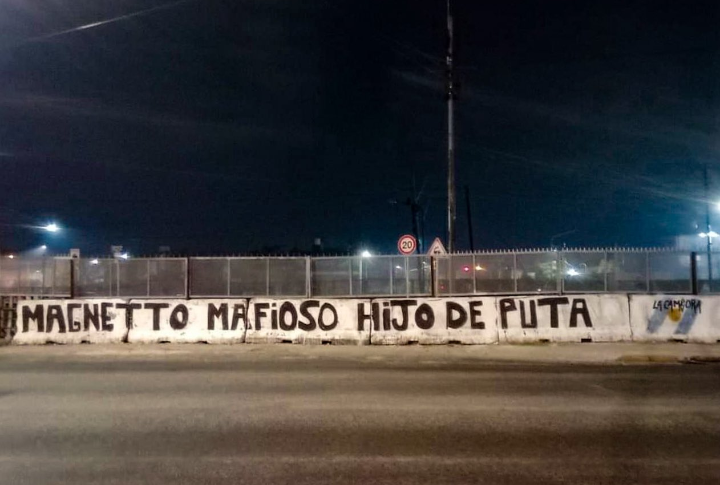 20
MAGNETTO MAFIOSO HIJO DE PUTA
LA CAMPORA